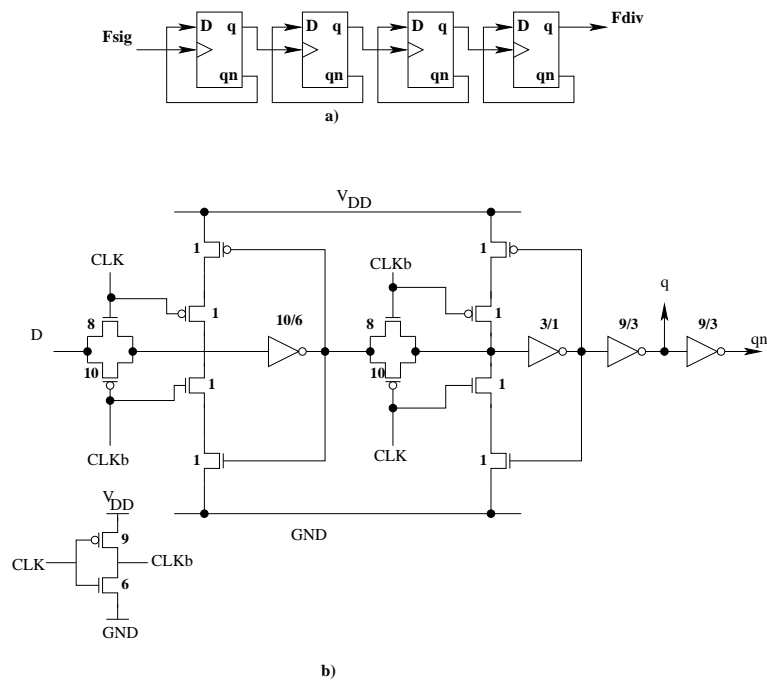 Fsig D q qn D q qn D q qn D q qn Fdiv
a)
V DD
1 1
CLK CLKb
1 10/6 1 q
8 8 3/1 9/3 9/3
D qn
10 1 10 1
CLKb CLK
1 1
V DD GND
9
CLK CLKb
6
GND
b)